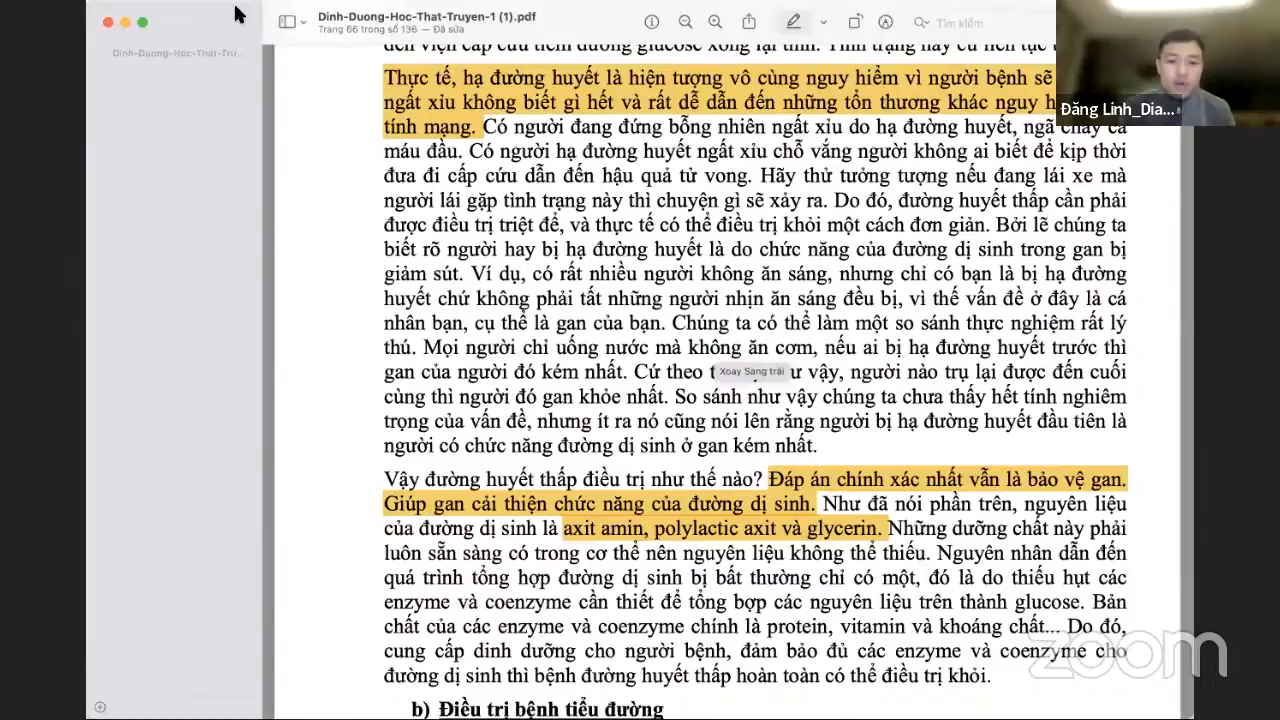 Dinh-Duong-Hoc-That-Truyen-1 (1).pdf
Trang 66 trong số 136 — Đã sửa
Tìm kiếm
Dinh-Duong-Hoc-That-Tru...
Đăng Linh_Dia...
đến viện cấp cứu tiêm đường glucose xong lại tỉnh. Tình trạng này cứ liên tục
Thực tế, hạ đường huyết là hiện tượng vô cùng nguy hiểm vì người bệnh sẽ
ngất xỉu không biết gì hết và rất dễ dẫn đến những tổn thương khác nguy
tính mạng. Có người đang đứng bỗng nhiên ngất xỉu do hạ đường huyết, ngã chảy cả
máu đầu. Có người hạ đường huyết ngất xỉu chỗ vắng người không ai biết để kịp thời
đưa đi cấp cứu dẫn đến hậu quả tử vong. Hãy thử tưởng tượng nếu đang lái xe mà
người lái gặp tình trạng này thì chuyện gì sẽ xảy ra. Do đó, đường huyết thấp cần phải
được điều trị triệt để, và thực tế có thể điều trị khỏi một cách đơn giản. Bởi lẽ chúng ta
biết rõ người hay bị hạ đường huyết là do chức năng của đường dị sinh trong gan bị
giảm sút. Ví dụ, có rất nhiều người không ăn sáng, nhưng chỉ có bạn là bị hạ đường
huyết chứ không phải tất những người nhịn ăn sáng đều bị, vì thế vấn đề ở đây là cá
nhân bạn, cụ thể là gan của bạn. Chúng ta có thể làm một so sánh thực nghiệm rất lý
thú. Mọi người chỉ uống nước mà không ăn cơm, nếu ai bị hạ đường huyết trước thì
gan của người đó kém nhất. Cứ theo Xoay Sang trái vậy, người nào trụ lại được đến cuối
cùng thì người đó gan khỏe nhất. So sánh như vậy chúng ta chưa thấy hết tính nghiêm
trọng của vấn đề, nhưng ít ra nó cũng nói lên rằng người bị hạ đường huyết đầu tiên là
người có chức năng đường dị sinh ở gan kém nhất.
Vậy đường huyết thấp điều trị như thế nào? Đáp án chính xác nhất vẫn là bảo vệ gan.
Giúp gan cải thiện chức năng của đường dị sinh. Như đã nói phần trên, nguyên liệu
của đường dị sinh là axit amin, polylactic axit và glycerin. Những dưỡng chất này phải
luôn sẵn sàng có trong cơ thể nên nguyên liệu không thể thiếu. Nguyên nhân dẫn đến
quá trình tổng hợp đường dị sinh bị bất thường chỉ có một, đó là do thiếu hụt các
enzyme và coenzyme cần thiết để tổng bợp các nguyên liệu trên thành glucose. Bản
chất của các enzyme và coenzyme chính là protein, vitamin và khoáng chất... Do đó,
cung cấp dinh dưỡng cho người bệnh, đảm bảo đủ các enzyme và coenzyme cho
đường dị sinh thì bệnh đường huyết thấp hoàn toàn có thể điều trị khỏi.
b) Điều trị bệnh tiểu đường
zoom